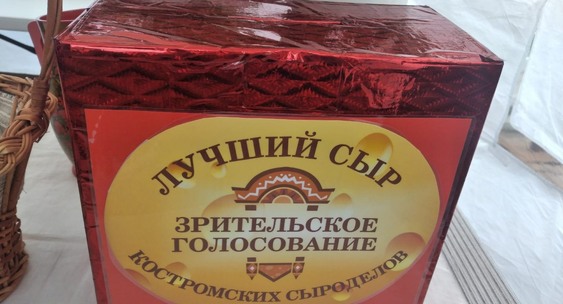 ЛУЧШИЙ СЫР
ЗРИТЕЛЬСКОЕ
ГОЛОСОВАНИЕ
КОСТРОМСКИХ СЫРОДЕЛОВ